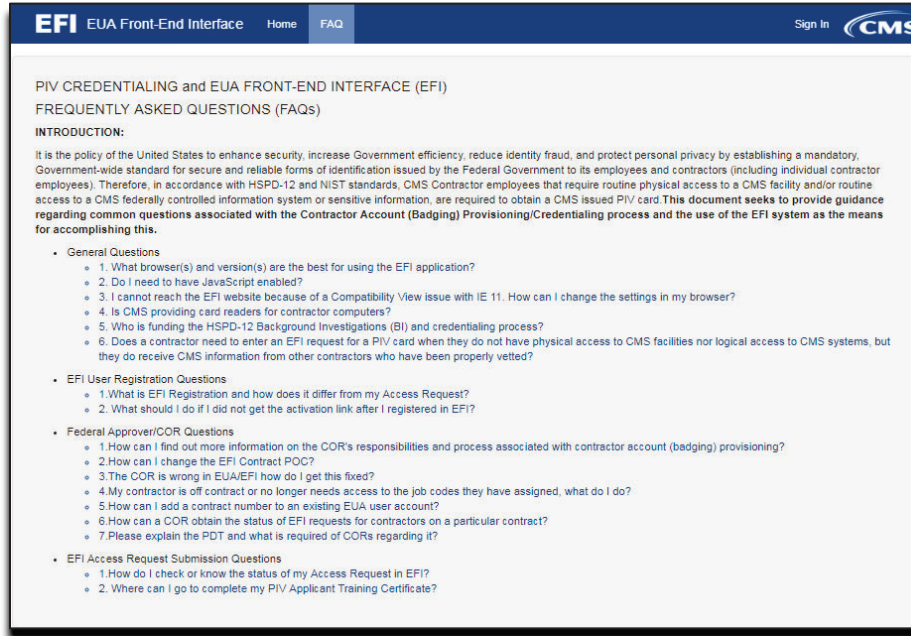 EFI EUA Front-End Interface Home FAQ Sign In CMS
PIV CREDENTIALING and EUA FRONT-END INTERFACE (EFI)
FREQUENTLY ASKED QUESTIONS (FAQs)
INTRODUCTION:
It is the policy of the United States to enhance security, increase Government efficiency, reduce identity fraud, and protect personal privacy by establishing a mandatory,
Government-wide standard for secure and reliable forms of identification issued by the Federal Government to its employees and contractors (including individual contractor
employees). Therefore, in accordance with HSPD-12 and NIST standards, CMS Contractor employees that require routine physical access to a CMS facility and/or routine
access to a CMS federally controlled information system or sensitive information, are required to obtain a CMS issued PIV card.This document seeks to provide guidance
regarding common questions associated with the Contractor Account (Badging) Provisioning/Credentialing process and the use of the EFI system as the means
for accomplishing this.
• General Questions
1. What browser(s) and version(s) are the best for using the EFI application?
2. Do I need to have JavaScript enabled?
3. I cannot reach the EFI website because of a Compatibility View issue with IE 11. How can I change the settings in my browser?
4. Is CMS providing card readers for contractor computers?
5. Who is funding the HSPD-12 Background Investigations (BI) and credentialing process?
6. Does a contractor need to enter an EFI request for a PIV card when they do not have physical access to CMS facilities nor logical access to CMS systems, but
they do receive CMS information from other contractors who have been properly vetted?
• EFI User Registration Questions
1.What is EFI Registration and how does it differ from my Access Request?
2. What should I do if I did not get the activation link after I registered in EFI?
• Federal Approver/COR Questions
1.How can I find out more information on the COR's responsibilities and process associated with contractor account (badging) provisioning?
2.How can I change the EFI Contract POC?
3.The COR is wrong in EUA/EFI how do I get this fixed?
4.My contractor is off contract or no longer needs access to the job codes they have assigned, what do I do?
5.How can I add a contract number to an existing EUA user account?
6.How can a COR obtain the status of EFI requests for contractors on a particular contract?
7.Please explain the PDT and what is required of CORs regarding it?
• EFI Access Request Submission Questions
1.How do I check or know the status of my Access Request in EFI?
2. Where can I go to complete my PIV Applicant Training Certificate?